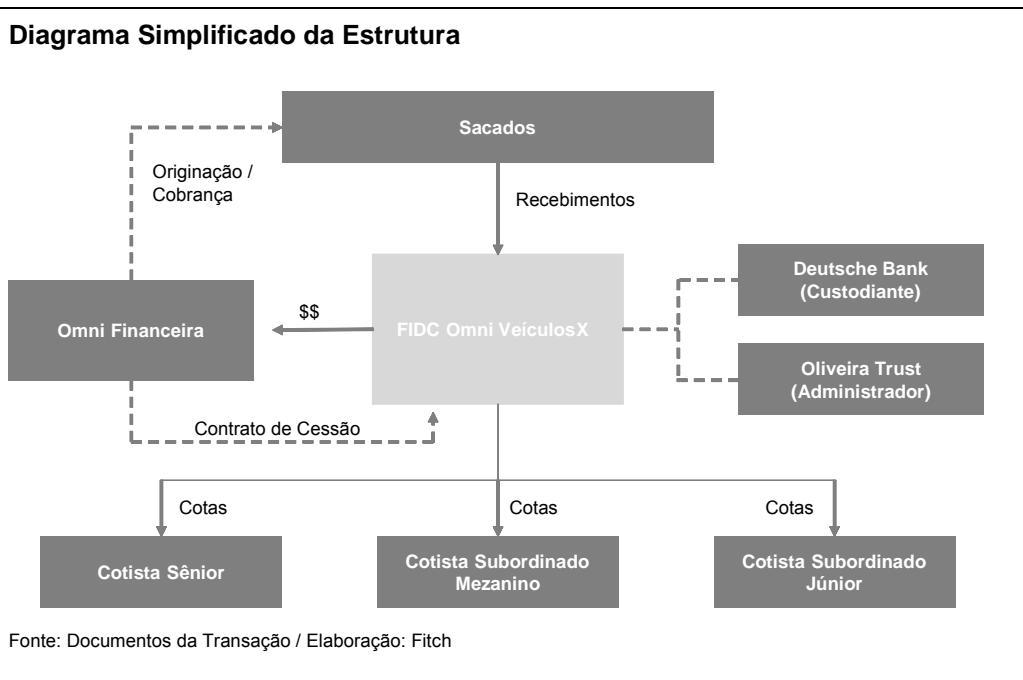 Diagrama Simplificado da Estrutura
Sacados
Originação /
Cobrança
Recebimentos
Deutsche Bank
(Custodiante)
$$
Omni Financeira
FIDC Omni VeículosX
Oliveira Trust
(Administrador)
Contrato de Cessão
Cotas
Cotas
Cotas
Cotista Sênior
Cotista Subordinado
Mezanino
Cotista Subordinado
Júnior
Fonte: Documentos da Transação / Elaboração: Fitch